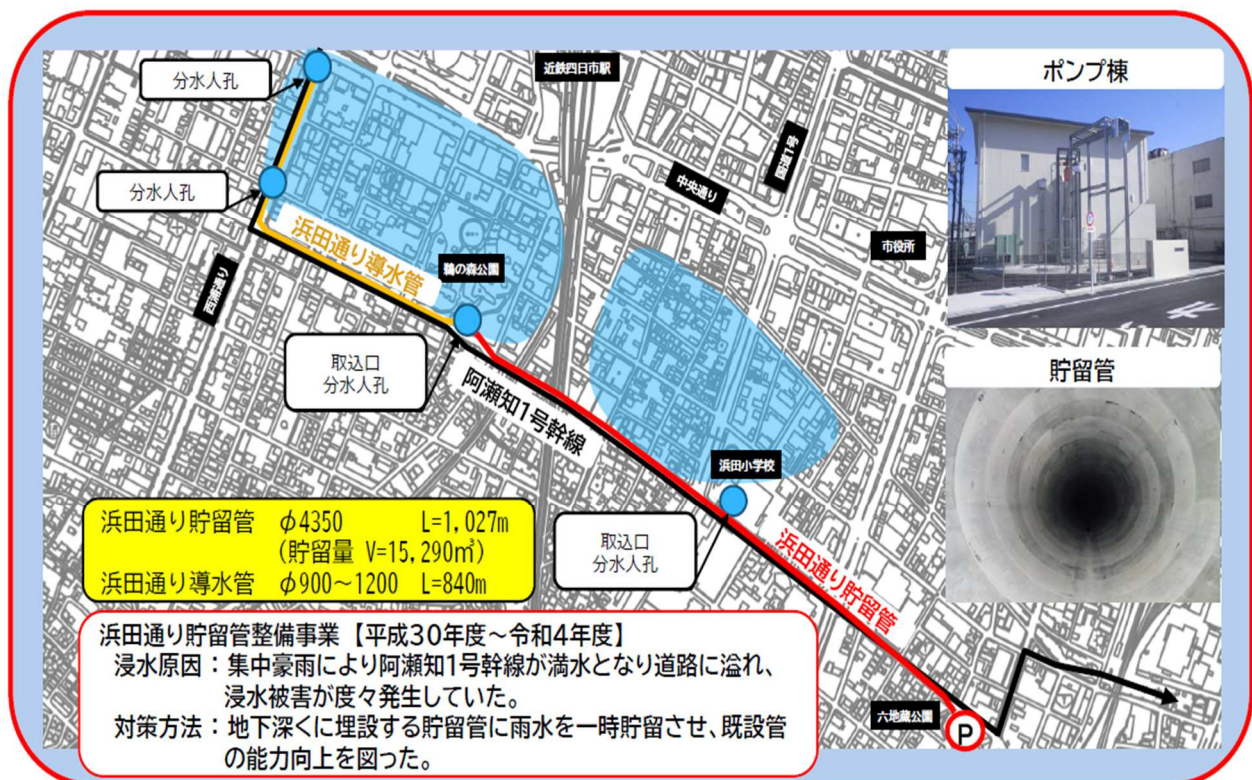 分水人孔
近鉄四日市駅
ポンプ棟
国道1号
中央通り
分水人孔
市役所
浜田通り導水管
鵜の森公園
西浦通り
取込口
分水人孔
阿瀬知1号幹線
貯留管
浜田小学校
浜田通り貯留管 φ4350 L=1,027m
(貯留量 V=15,290㎥)
浜田通り導水管 φ900～1200 L=840m
取込口
分水人孔
浜田通り貯留管
浜田通り貯留管整備事業【平成30年度～令和4年度】
浸水原因：集中豪雨により阿瀬知1号幹線が満水となり道路に溢れ、
浸水被害が度々発生していた。
対策方法：地下深くに埋設する貯留管に雨水を一時貯留させ、既設管
の能力向上を図った。
六地蔵公園
P